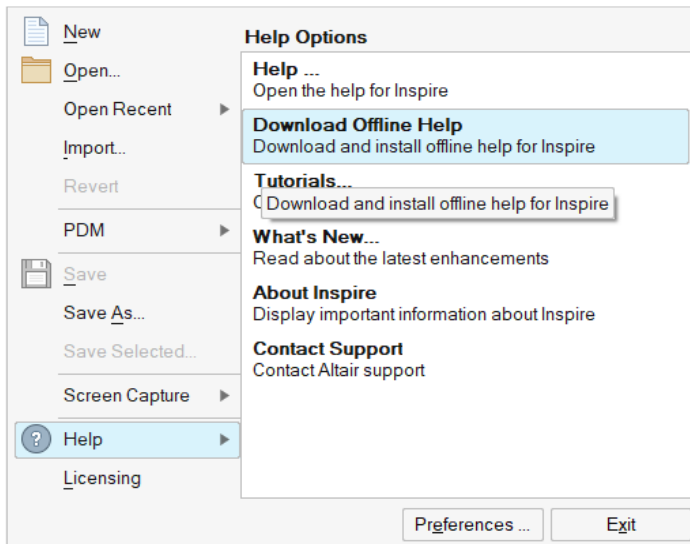 New
Open...
Open Recent
Import...
Revert
PDM
Save
Save As...
Save Selected...
Screen Capture
Help
Licensing
Help Options
Help ...
Open the help for Inspire
Download Offline Help
Download and install offline help for Inspire
Tutorials...
Download and install offline help for Inspire
What's New...
Read about the latest enhancements
About Inspire
Display important information about Inspire
Contact Support
Contact Altair support
Preferences ...
Exit